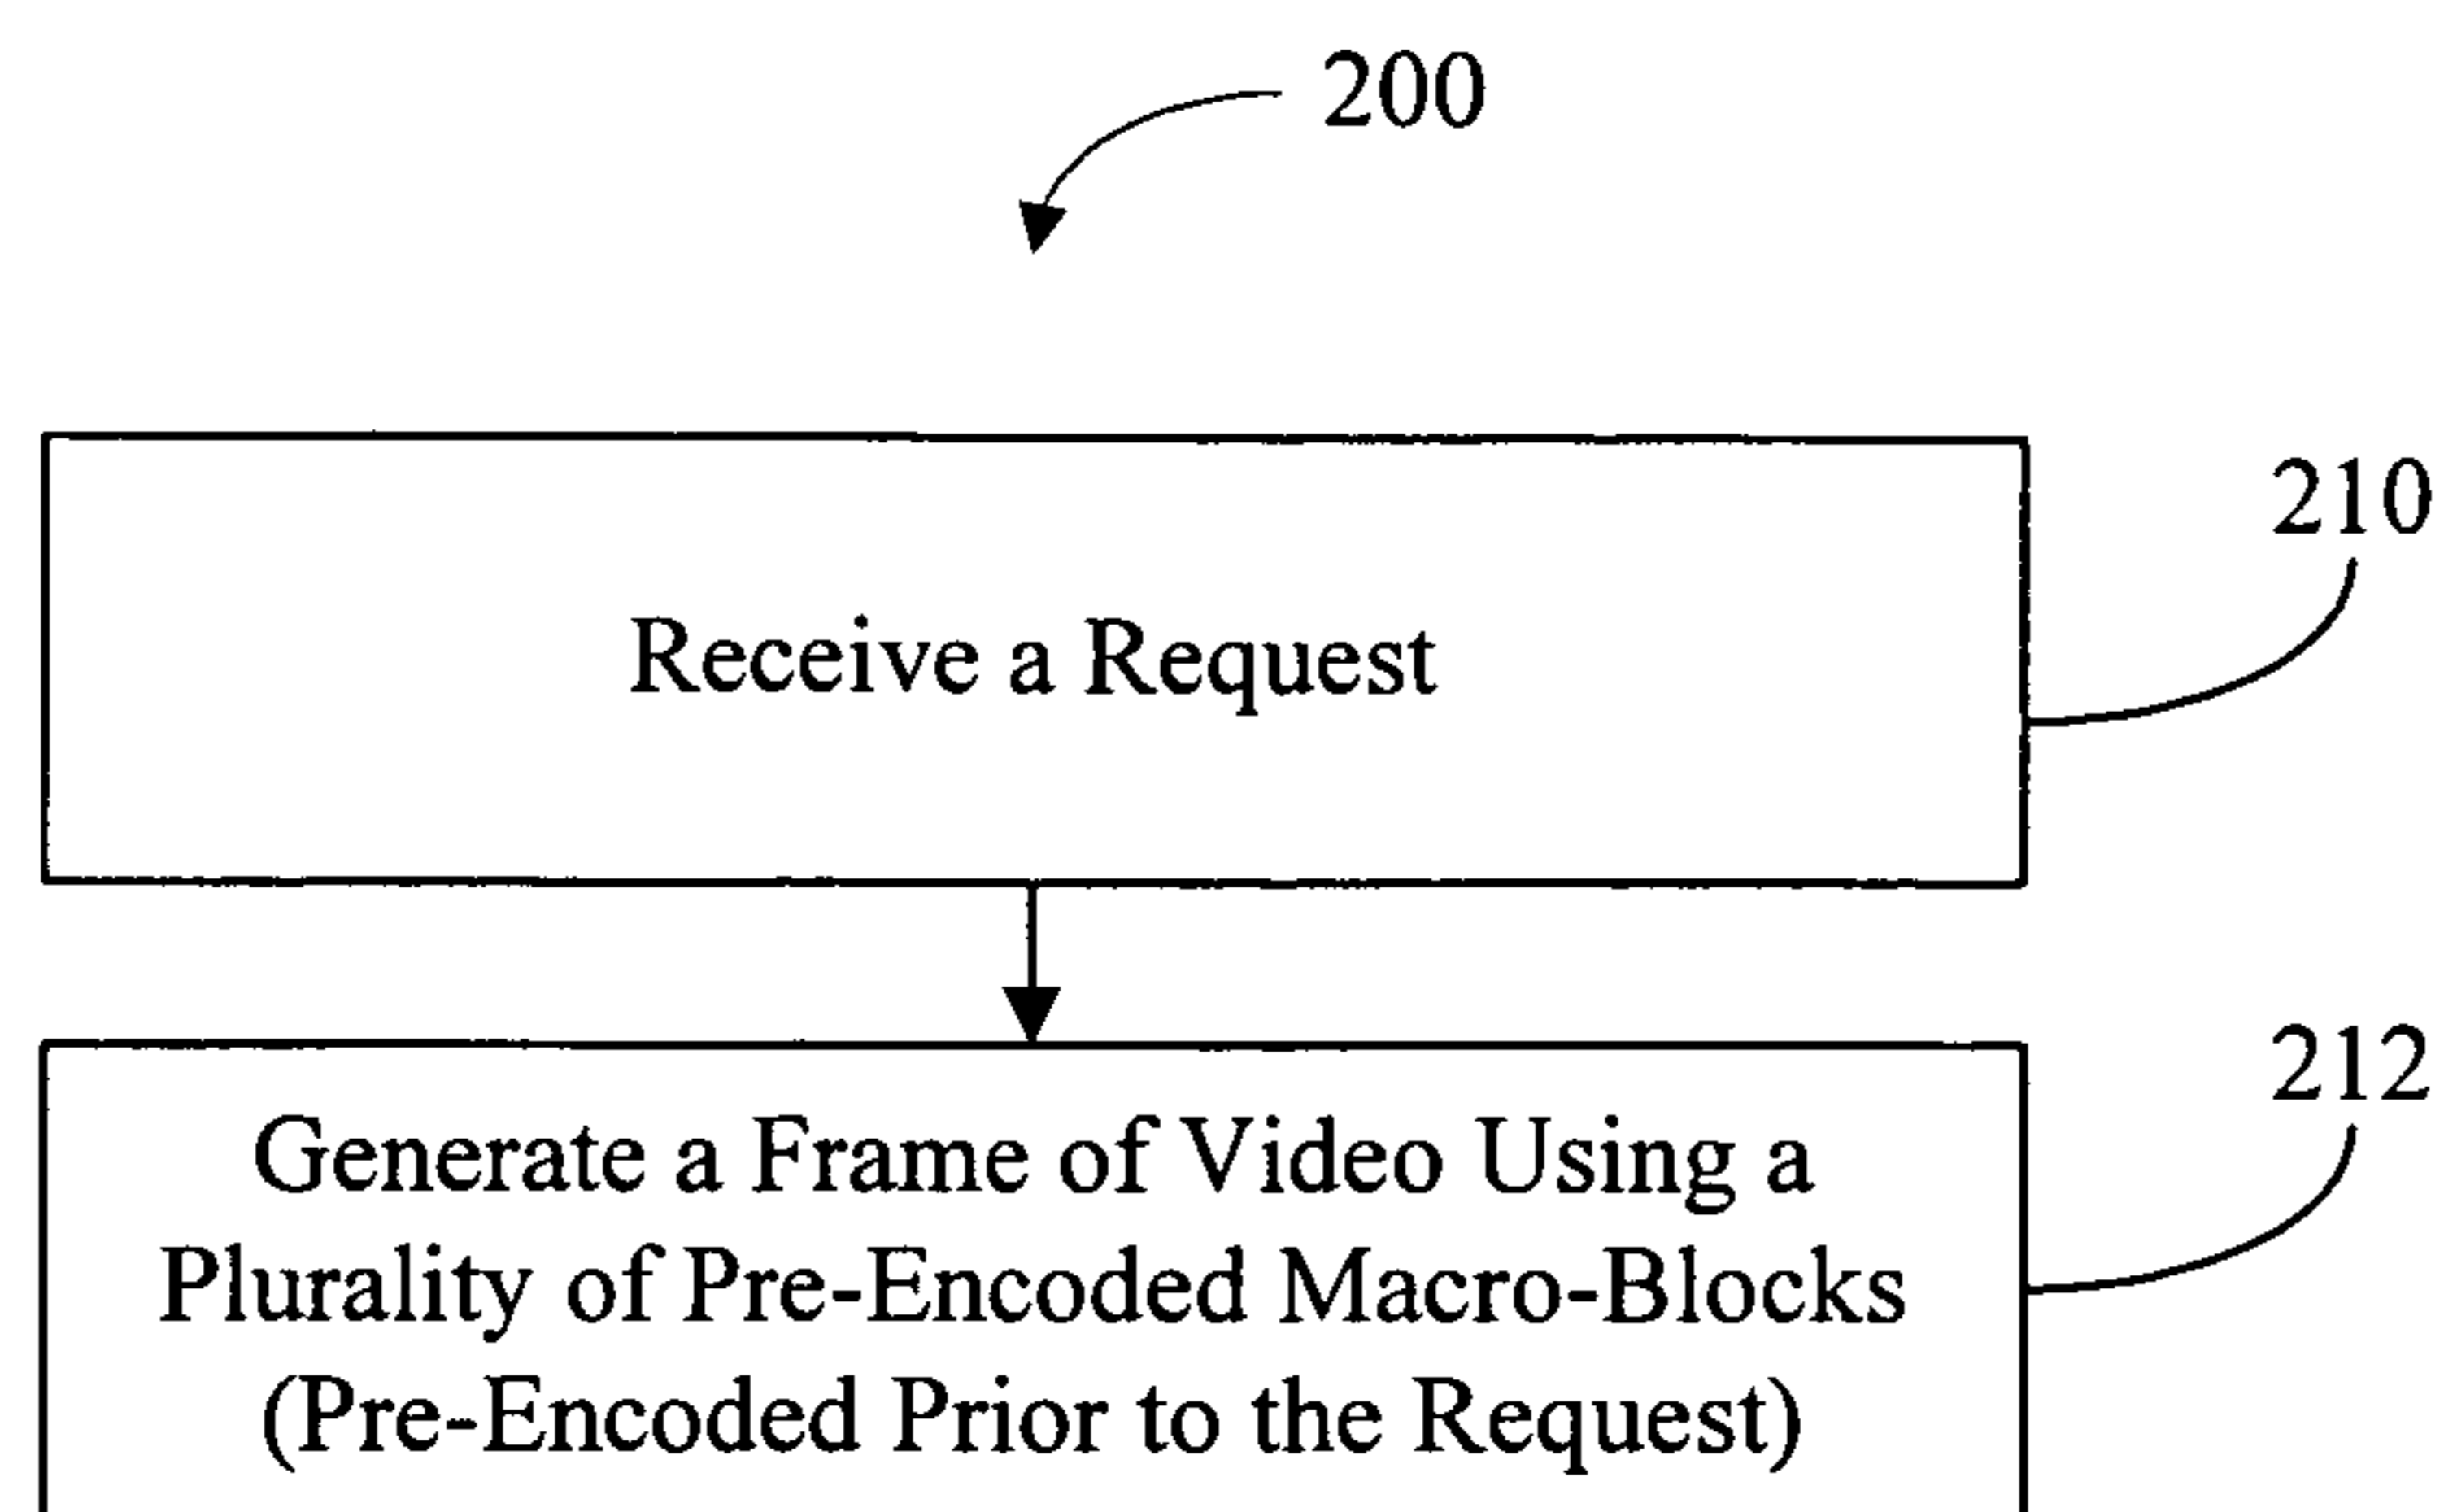 200
210
Receive a Request
212
Generate a Frame of Video Using a
Plurality of Pre-Encoded Macro-Blocks
(Pre-Encoded Prior to the Request)